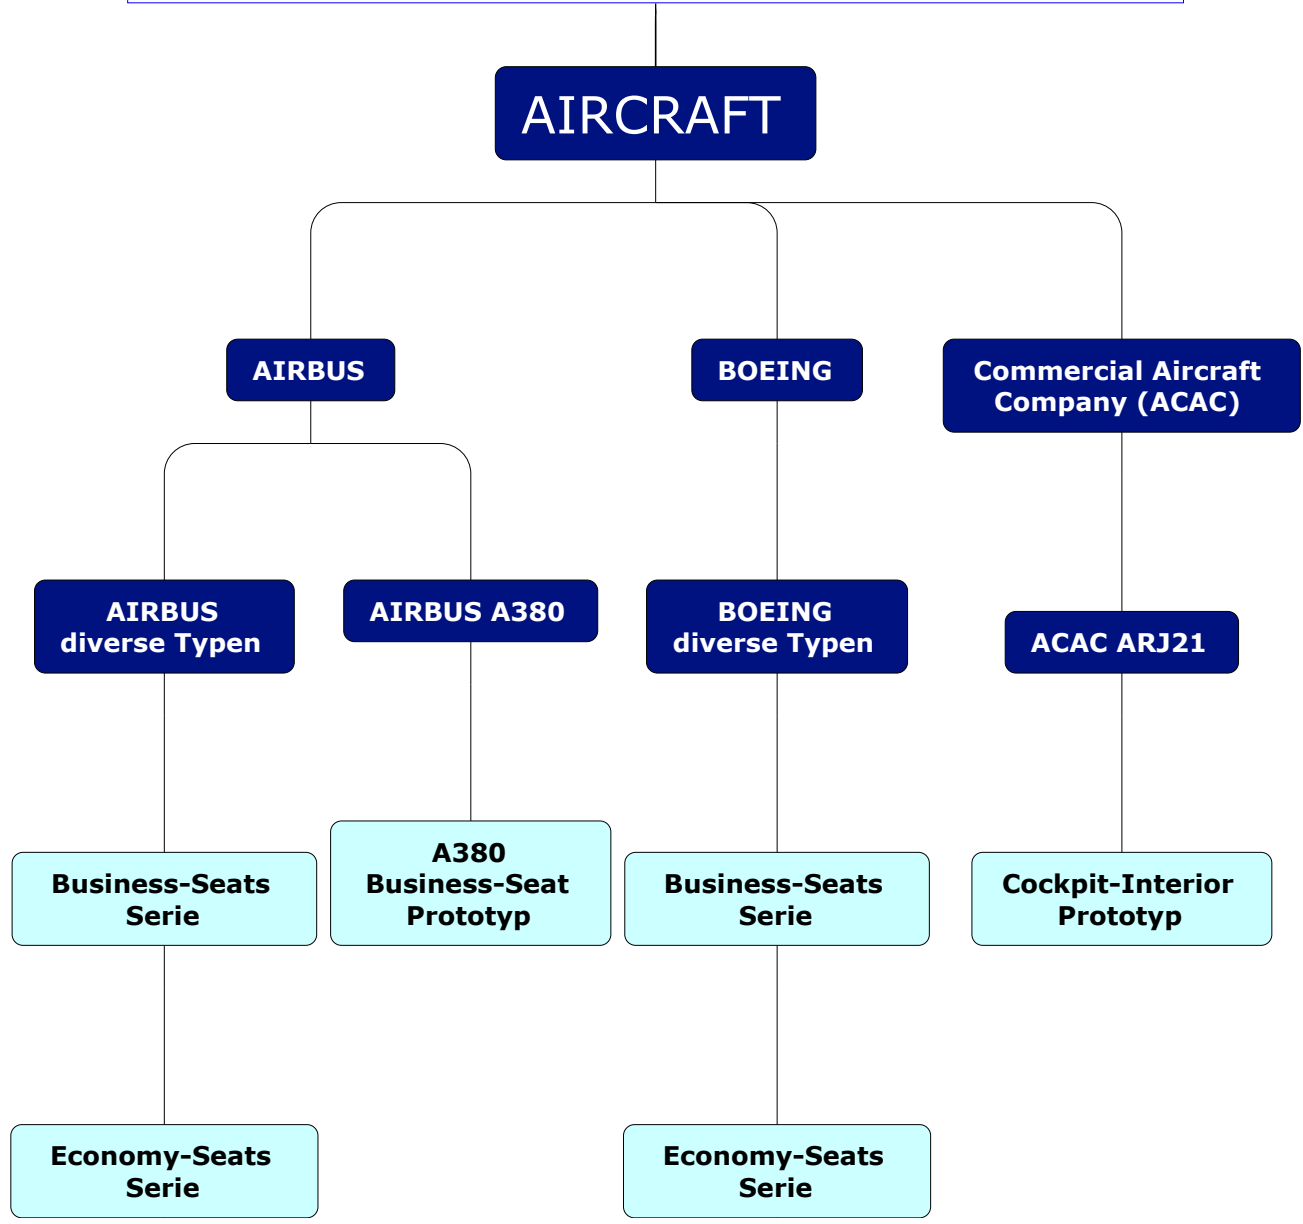 AIRCRAFT
AIRBUS
BOEING
Commercial Aircraft
Company (ACAC)
AIRBUS
diverse Typen
AIRBUS A380
BOEING
diverse Typen
ACAC ARJ21
Business-Seats
Serie
A380
Business-Seat
Prototyp
Business-Seats
Serie
Cockpit-Interior
Prototyp
Economy-Seats
Serie
Economy-Seats
Serie